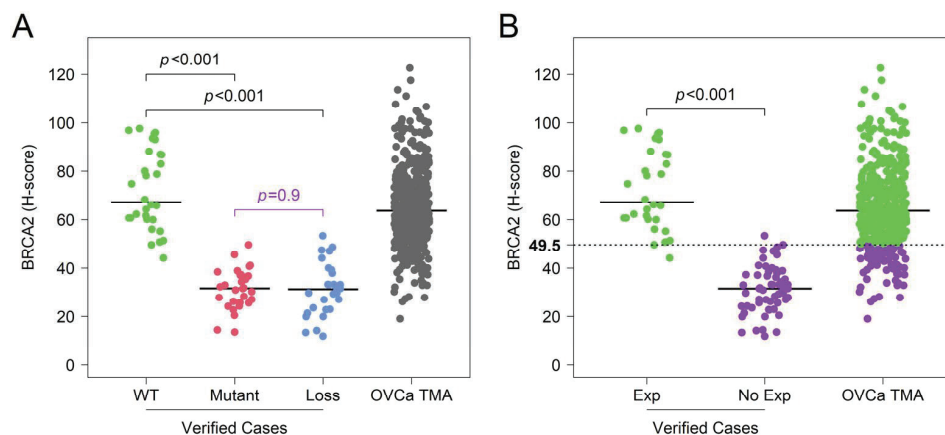 A
BRCA2 (H-score)
120
100
80
60
40
20
0
p<0.001
p<0.001
p=0.9
WT Mutant Loss OVCa TMA
Verified Cases
B
BRCA2 (H-score)
120
100
80
60
49.5
40
20
0
p<0.001
Exp No Exp OVCa TMA
Verified Cases